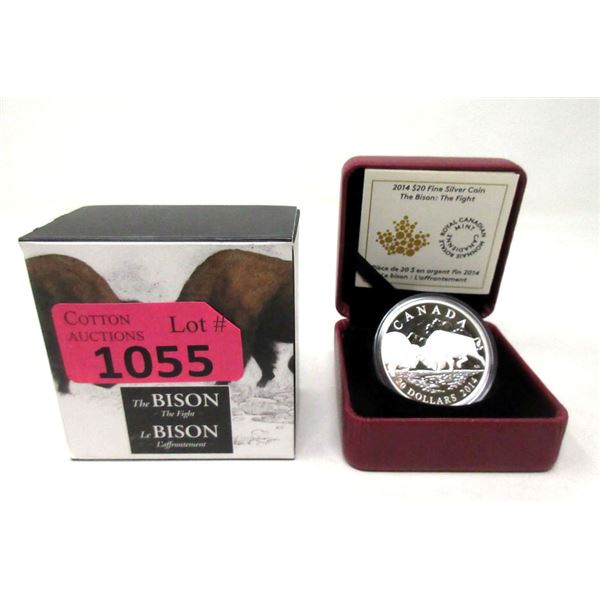 COTTON
AUCTIONS
Lot #
1055
The BISON
The Fight
Le BISON
L'affrontement
2014 $20 Fine Silver Coin
The Bison: The Fight
ROYAL CANADIAN MINT
MONNAIE ROYALE CANADIENNE
Pièce de 20 $ en argent fin 2014
Le bison : L'affrontement
CANADA
20 DOLLARS 2014